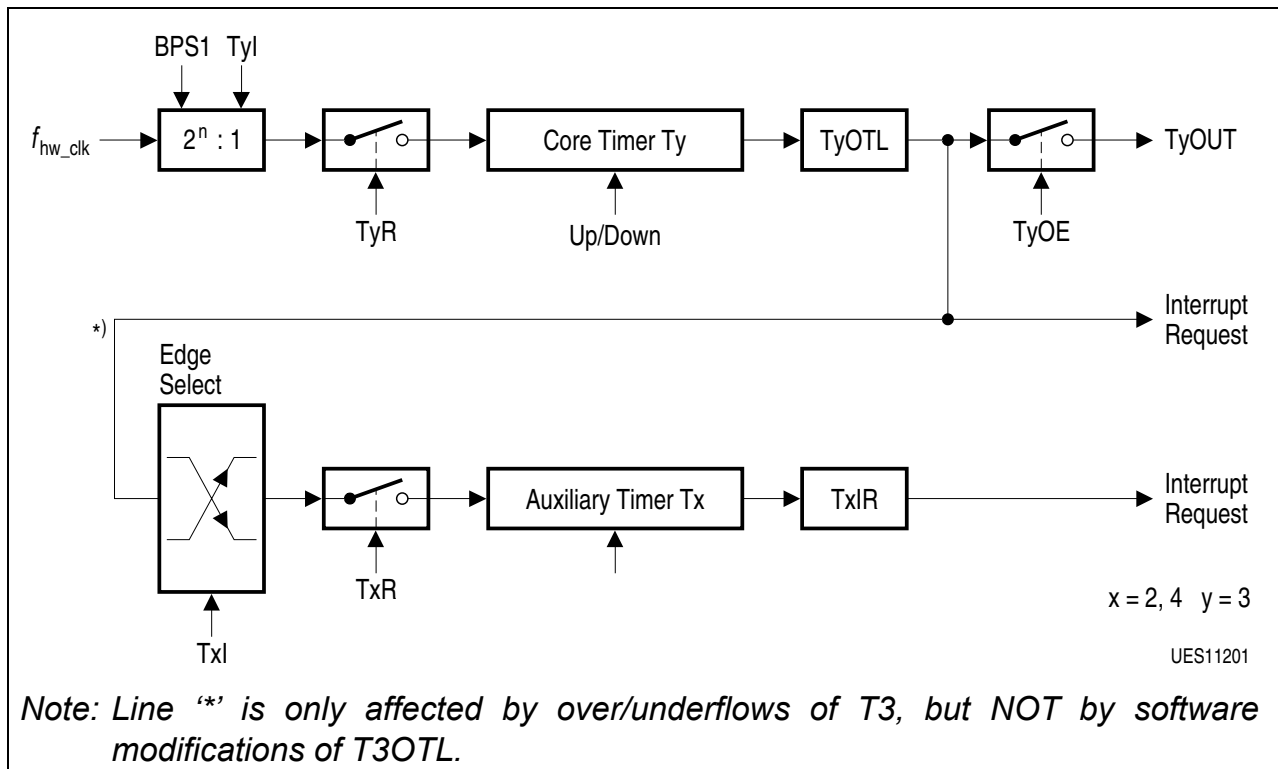 BPS1 TyI
fhw_clk
2ⁿ : 1
Core Timer Ty
TyOTL
TyOUT
TyR
Up/Down
TyOE
*)
Interrupt
Request
Edge
Select
Auxiliary Timer Tx
TxIR
Interrupt
Request
TxR
TxI
x = 2, 4 y = 3
UES11201
Note: Line ‘*’ is only affected by over/underflows of T3, but NOT by software
modifications of T3OTL.